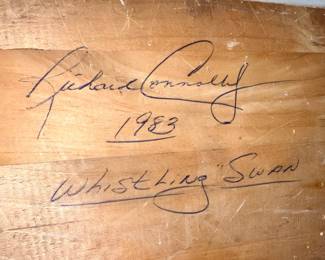 Richard Connolly
1983
"Whistling" Swan